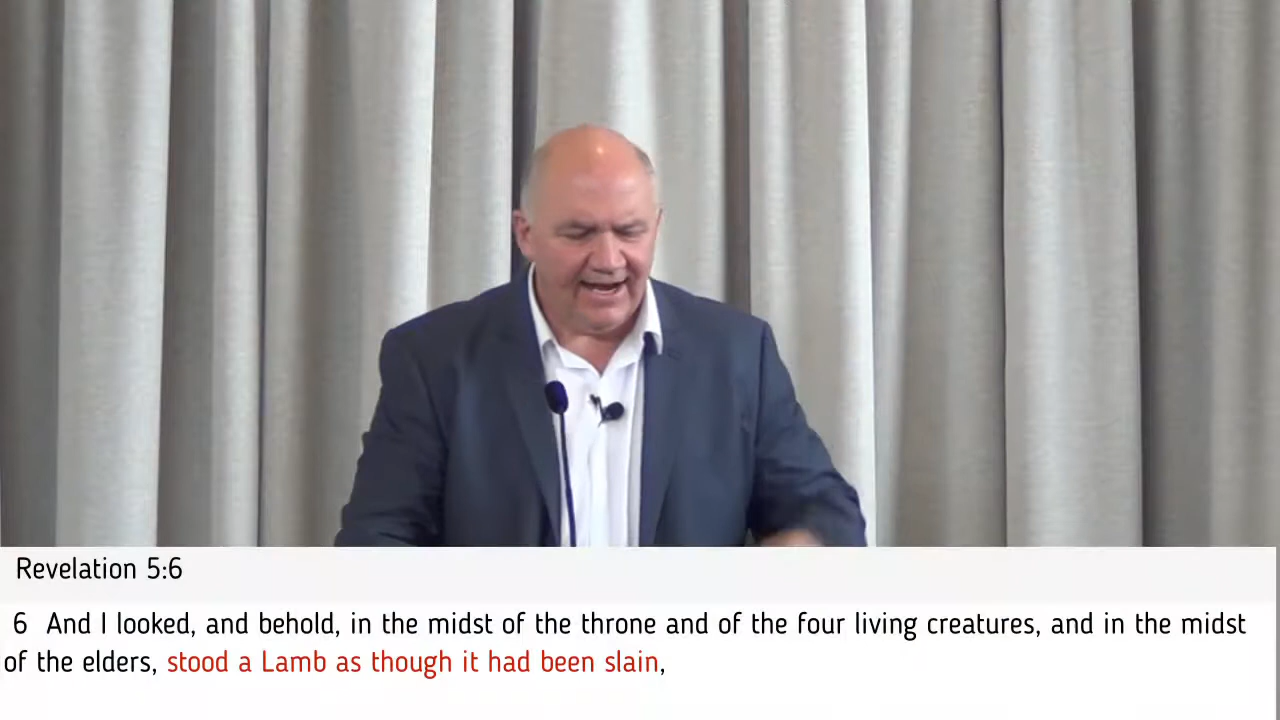 Revelation 5:6
6 And I looked, and behold, in the midst of the throne and of the four living creatures, and in the midst
of the elders, stood a Lamb as though it had been slain,